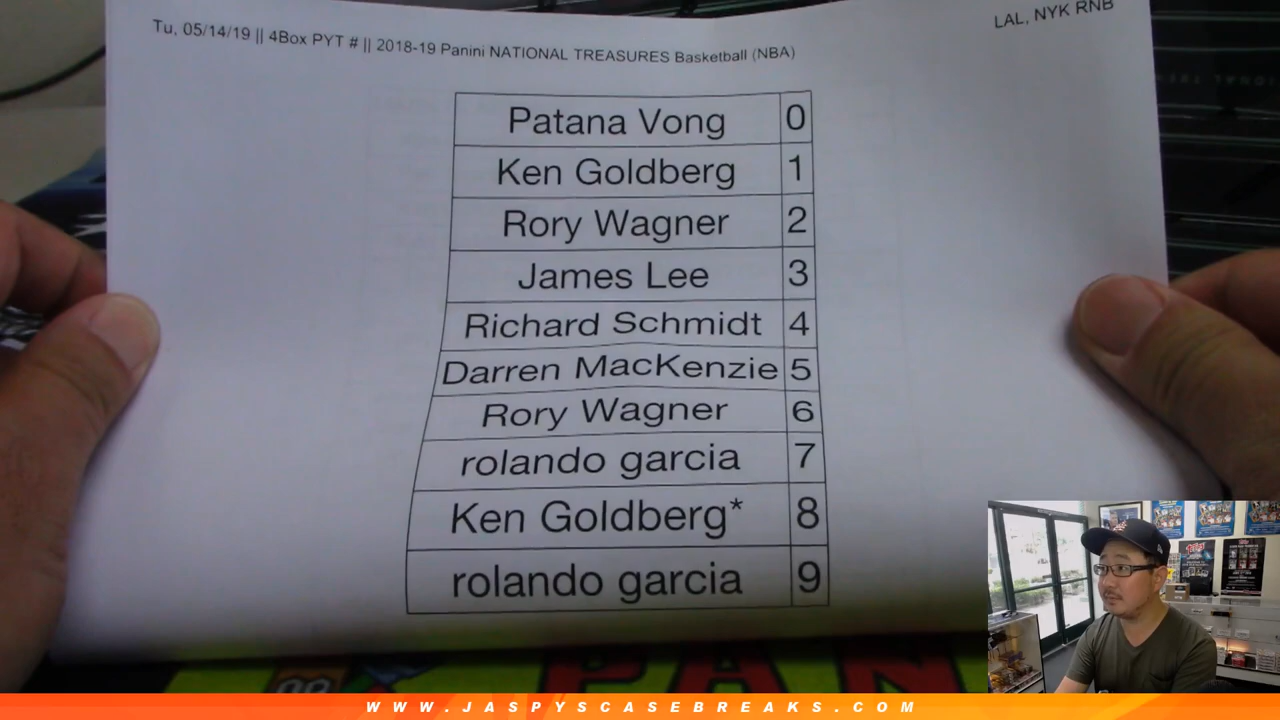 Tu, 05/14/19 || 4Box PYT # || 2018-19 Panini NATIONAL TREASURES Basketball (NBA)
LAL, NYK RNB
Patana Vong 0
Ken Goldberg 1
Rory Wagner 2
James Lee 3
Richard Schmidt 4
Darren MacKenzie 5
Rory Wagner 6
rolando garcia 7
Ken Goldberg* 8
rolando garcia 9
WWW.JASPYSCASEBREAKS.COM